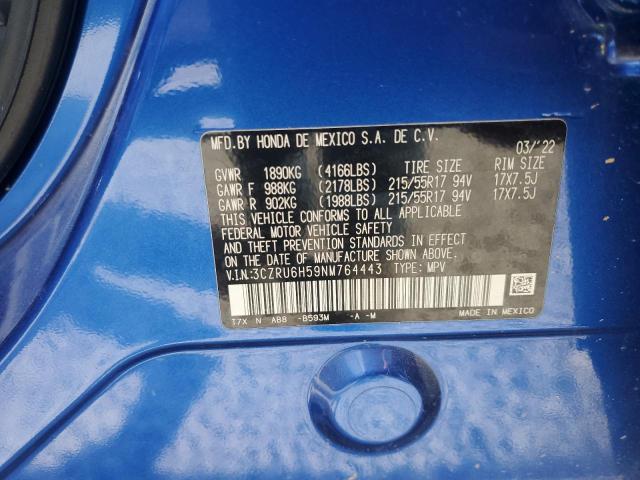 MFD.BY HONDA DE MEXICO S.A. DE C.V.
03/'22
GVWR 1890KG (4166LBS) TIRE SIZE RIM SIZE
GAWR F 988KG (2178LBS) 215/55R17 94V 17X7.5J
GAWR R 902KG (1988LBS) 215/55R17 94V 17X7.5J
THIS VEHICLE CONFORMS TO ALL APPLICABLE
FEDERAL MOTOR VEHICLE SAFETY
AND THEFT PREVENTION STANDARDS IN EFFECT
ON THE DATE OF MANUFACTURE SHOWN ABOVE.
V.I.N.:3CZRU6H59NM764443 TYPE: MPV
T7X N ABB -B593M -A -M
MADE IN MEXICO